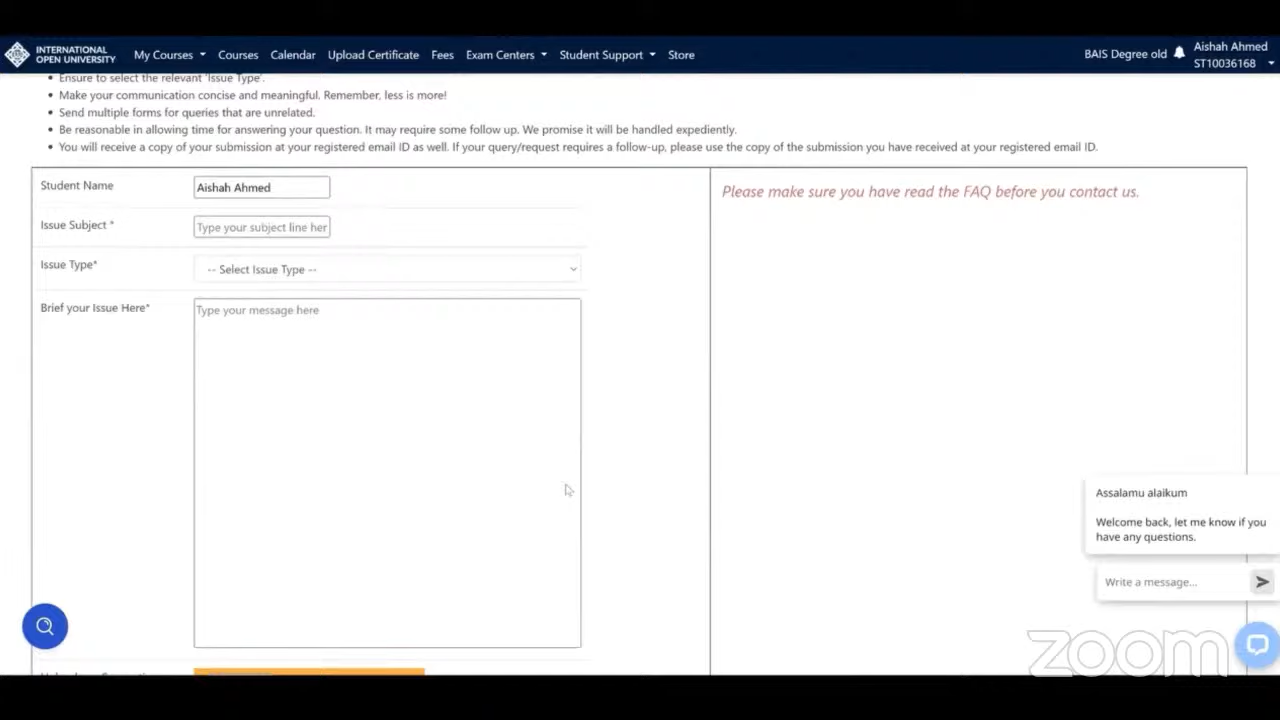 INTERNATIONAL
OPEN UNIVERSITY
My Courses Courses Calendar Upload Certificate Fees Exam Centers Student Support Store
BAIS Degree old
Aishah Ahmed
ST10036168
Ensure to select the relevant 'Issue Type'.
Make your communication concise and meaningful. Remember, less is more!
Send multiple forms for queries that are unrelated.
Be reasonable in allowing time for answering your question. It may require some follow up. We promise it will be handled expediently.
You will receive a copy of your submission at your registered email ID as well. If your query/request requires a follow-up, please use the copy of the submission you have received at your registered email ID.
Student Name
Aishah Ahmed
Please make sure you have read the FAQ before you contact us.
Issue Subject *
Type your subject line her
Issue Type*
-- Select Issue Type --
Brief your Issue Here*
Type your message here
Assalamu alaikum
Welcome back, let me know if you
have any questions.
Write a message...
zoom